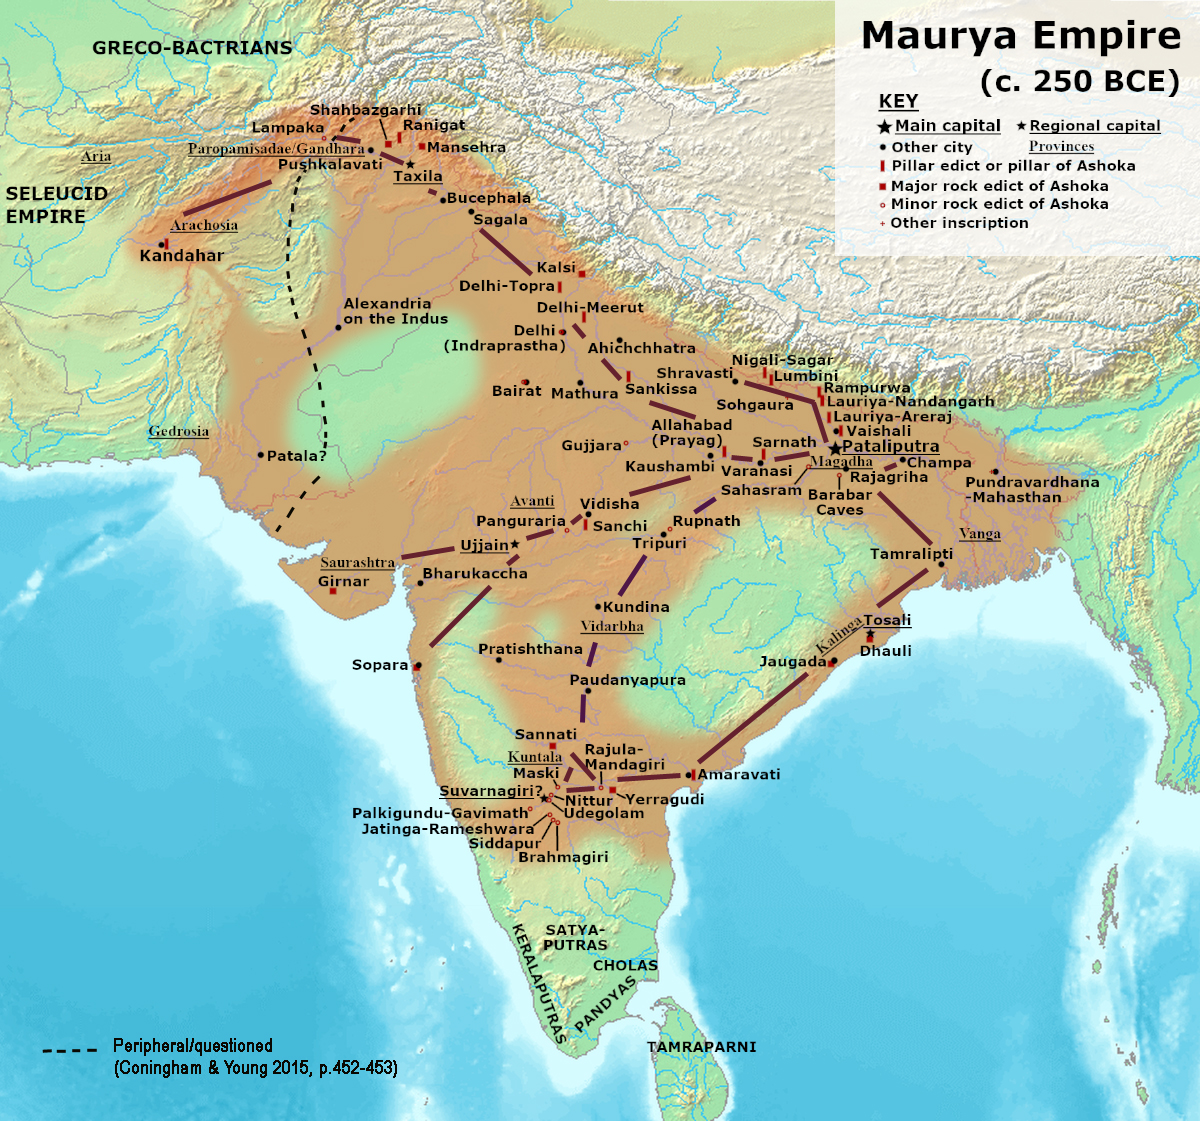 Maurya Empire
(c. 250 BCE)
KEY
Main capital
Regional capital
Other city
Provinces
Pillar edict or pillar of Ashoka
Major rock edict of Ashoka
Minor rock edict of Ashoka
Other inscription
GRECO-BACTRIANS
Shahbazgarhi
Lampaka
Ranigat
Paropamisadae/Gandhara
Mansehra
Aria
Pushkalavati
Taxila
SELEUCID
EMPIRE
Bucephala
Sagala
Arachosia
Kandahar
Kalsi
Delhi-Topra
Alexandria
on the Indus
Delhi-Meerut
Delhi
(Indraprastha)
Ahichchhatra
Nigali-Sagar
Shravasti
Lumbini
Bairat
Mathura
Sankissa
Rampurwa
Sohgaura
Lauriya-Nandangarh
Lauriya-Areraj
Allahabad
(Prayag)
Vaishali
Gedrosia
Gujjara
Sarnath
Pataliputra
Patala?
Kaushambi
Varanasi
Magadha
Champa
Rajagriha
Sahasram
Barabar
Caves
Pundravardhana
-Mahasthan
Avanti
Vidisha
Panguraria
Sanchi
Rupnath
Tripuri
Vanga
Ujjain
Tamralipti
Saurashtra
Girnar
Bharukaccha
Kundina
Vidarbha
Kalinga
Tosali
Dhauli
Pratishthana
Sopara
Jaugada
Paudanyapura
Sannati
Rajula-
Mandagiri
Kuntala
Maski
Amaravati
Suvarnagiri?
Nittur
Yerragudi
Palkigundu-Gavimath
Udegolam
Jatinga-Rameshwara
Siddapur
Brahmagiri
SATYA-
PUTRAS
KERALAPUTRAS
CHOLAS
PANDYAS
TAMRAPARNI
Peripheral/questioned
(Coningham & Young 2015, p.452-453)